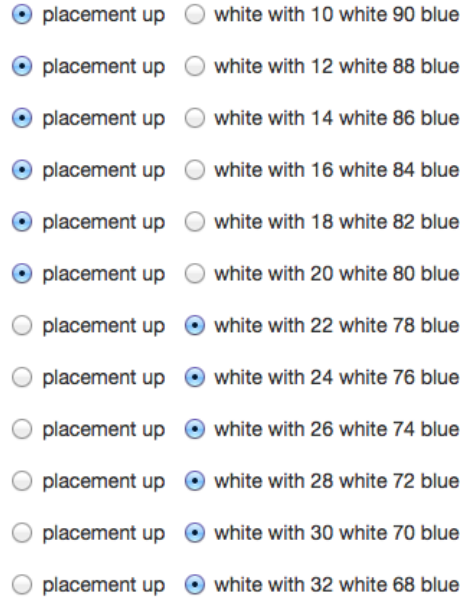 placement up white with 10 white 90 blue
placement up white with 12 white 88 blue
placement up white with 14 white 86 blue
placement up white with 16 white 84 blue
placement up white with 18 white 82 blue
placement up white with 20 white 80 blue
placement up white with 22 white 78 blue
placement up white with 24 white 76 blue
placement up white with 26 white 74 blue
placement up white with 28 white 72 blue
placement up white with 30 white 70 blue
placement up white with 32 white 68 blue